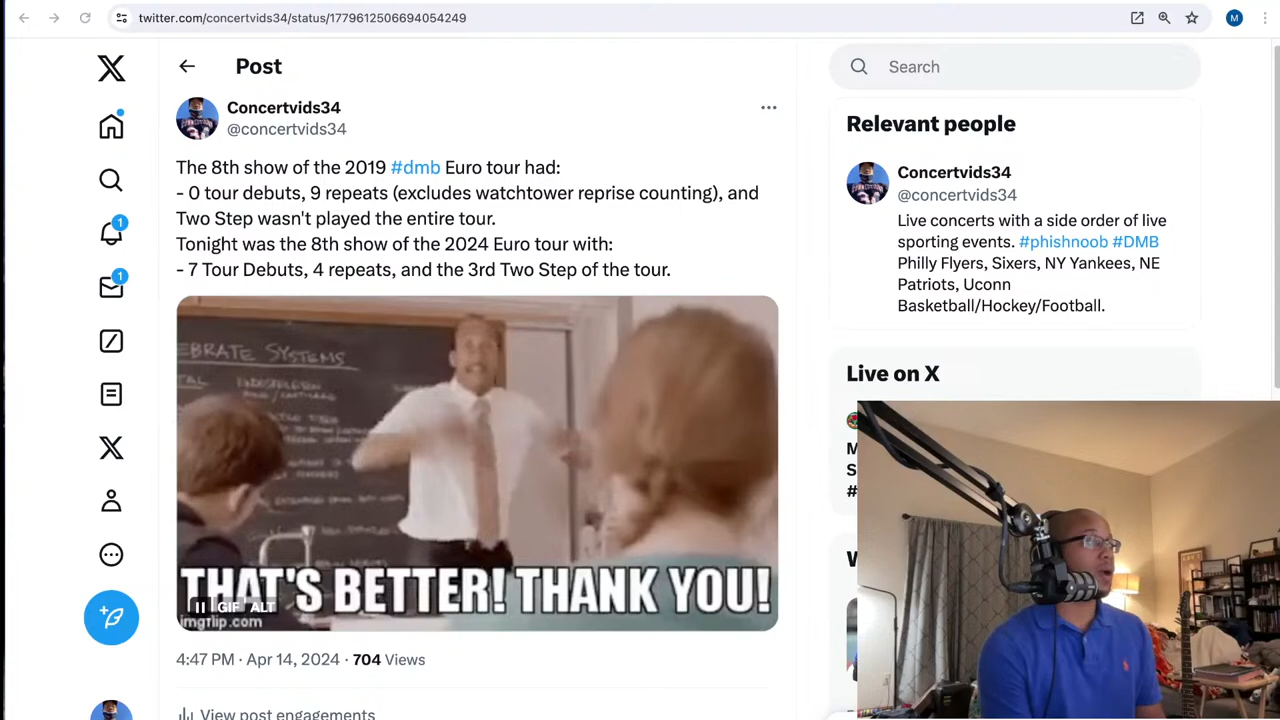 twitter.com/concertvids34/status/1779612506694054249
M
Post
Search
Concertvids34
@concertvids34
The 8th show of the 2019 #dmb Euro tour had:
- 0 tour debuts, 9 repeats (excludes watchtower reprise counting), and
Two Step wasn't played the entire tour.
Tonight was the 8th show of the 2024 Euro tour with:
- 7 Tour Debuts, 4 repeats, and the 3rd Two Step of the tour.
EBRATE SYSTEMS
THAT'S BETTER! THANK YOU!
GIF ALT
imgflip.com
4:47 PM · Apr 14, 2024 · 704 Views
View post engagements
1
1
Relevant people
Concertvids34
@concertvids34
Live concerts with a side order of live
sporting events. #phishnoob #DMB
Philly Flyers, Sixers, NY Yankees, NE
Patriots, Uconn
Basketball/Hockey/Football.
Live on X
M
S
#